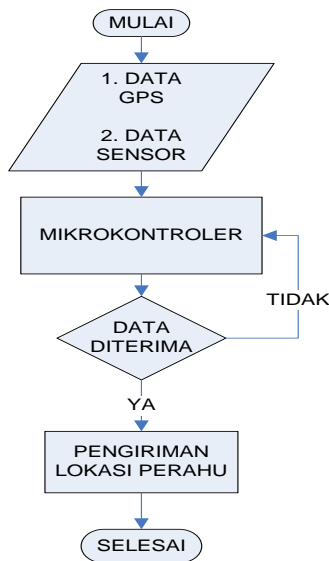 MULAI
1. DATA
GPS
2. DATA
SENSOR
MIKROKONTROLER
TIDAK
DATA
DITERIMA
YA
PENGIRIMAN
LOKASI PERAHU
SELESAI